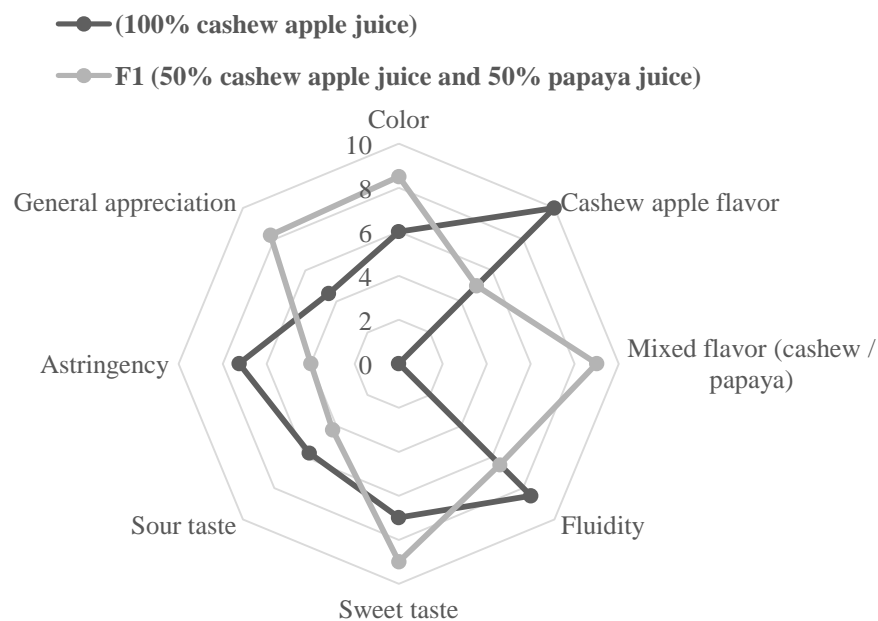 (100% cashew apple juice)
F1 (50% cashew apple juice and 50% papaya juice)
Color
10
8
6
4
2
0
General appreciation
Cashew apple flavor
Astringency
Mixed flavor (cashew /
papaya)
Sour taste
Fluidity
Sweet taste